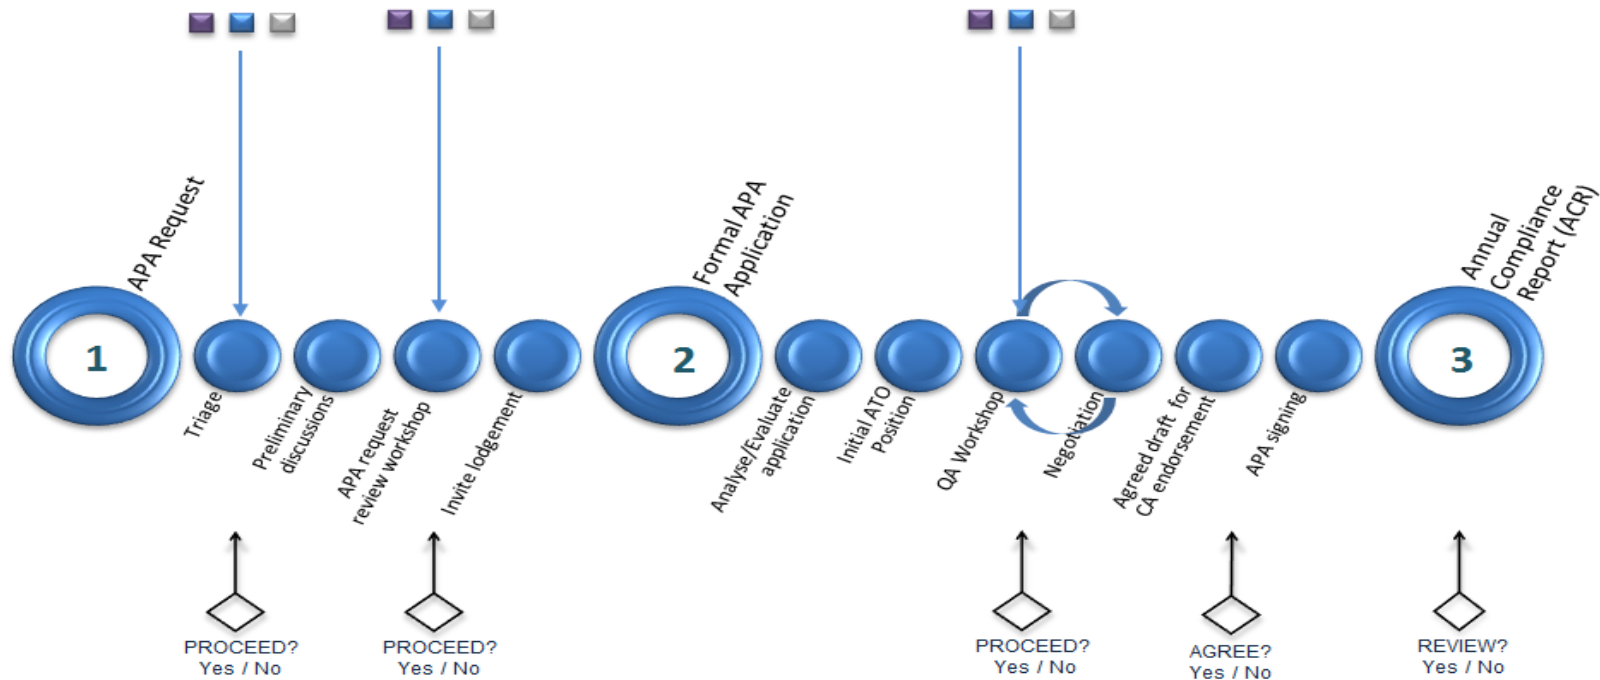 APA Request
Formal APA
Application
Annual
Compliance
Report (ACR)
1
2
3
Triage
Preliminary
discussions
APA request
review workshop
Invite lodgement
Analyse/Evaluate
application
Initial ATO
Position
QA Workshop
Negotiation
Agreed draft for
CA endorsement
APA signing
PROCEED?
Yes / No
PROCEED?
Yes / No
PROCEED?
Yes / No
AGREE?
Yes / No
REVIEW?
Yes / No